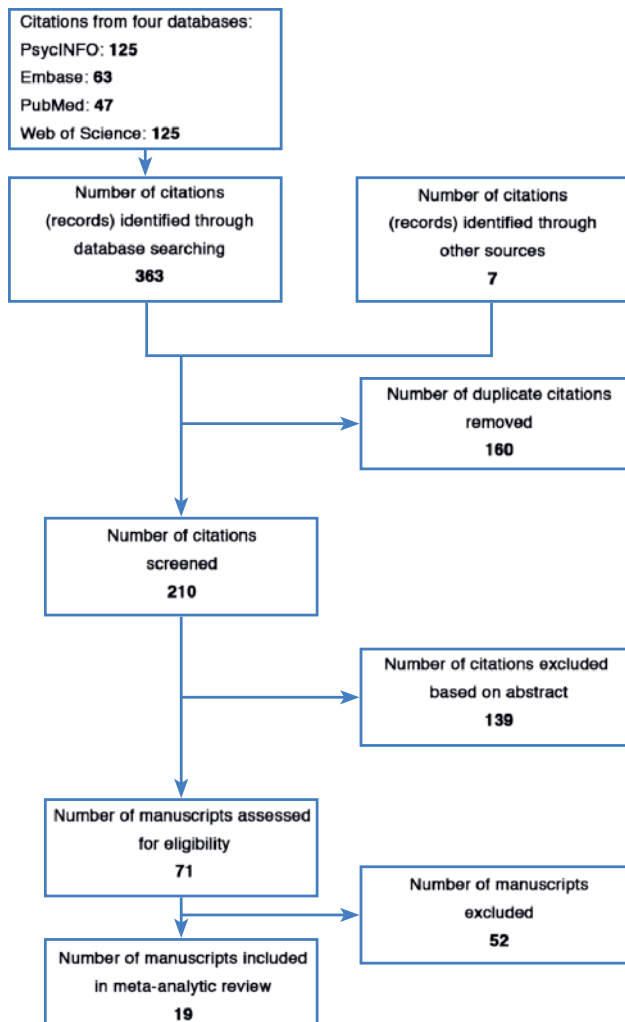 Citations from four databases:
PsycINFO: 125
Embase: 63
PubMed: 47
Web of Science: 125
Number of citations
(records) identified through
database searching
363
Number of citations
(records) identified through
other sources
7
Number of duplicate citations
removed
160
Number of citations
screened
210
Number of citations excluded
based on abstract
139
Number of manuscripts assessed
for eligibility
71
Number of manuscripts
excluded
52
Number of manuscripts included
in meta-analytic review
19